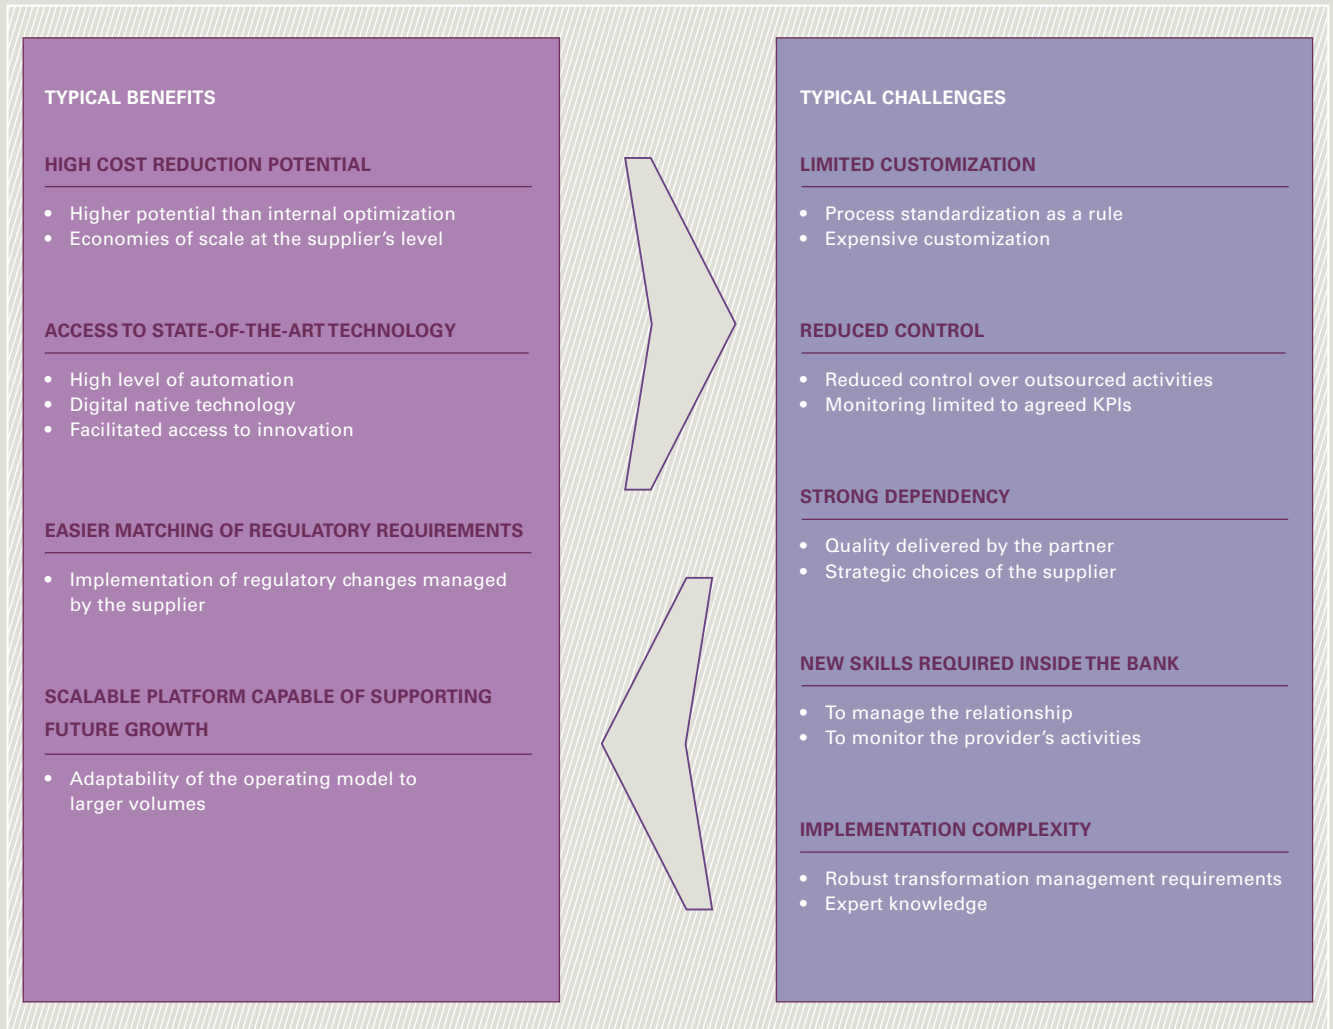 TYPICAL BENEFITS
HIGH COST REDUCTION POTENTIAL
• Higher potential than internal optimization
• Economies of scale at the supplier’s level
ACCESS TO STATE-OF-THE-ART TECHNOLOGY
• High level of automation
• Digital native technology
• Facilitated access to innovation
EASIER MATCHING OF REGULATORY REQUIREMENTS
• Implementation of regulatory changes managed
by the supplier
SCALABLE PLATFORM CAPABLE OF SUPPORTING
FUTURE GROWTH
• Adaptability of the operating model to
larger volumes
TYPICAL CHALLENGES
LIMITED CUSTOMIZATION
• Process standardization as a rule
• Expensive customization
REDUCED CONTROL
• Reduced control over outsourced activities
• Monitoring limited to agreed KPIs
STRONG DEPENDENCY
• Quality delivered by the partner
• Strategic choices of the supplier
NEW SKILLS REQUIRED INSIDE THE BANK
• To manage the relationship
• To monitor the provider’s activities
IMPLEMENTATION COMPLEXITY
• Robust transformation management requirements
• Expert knowledge